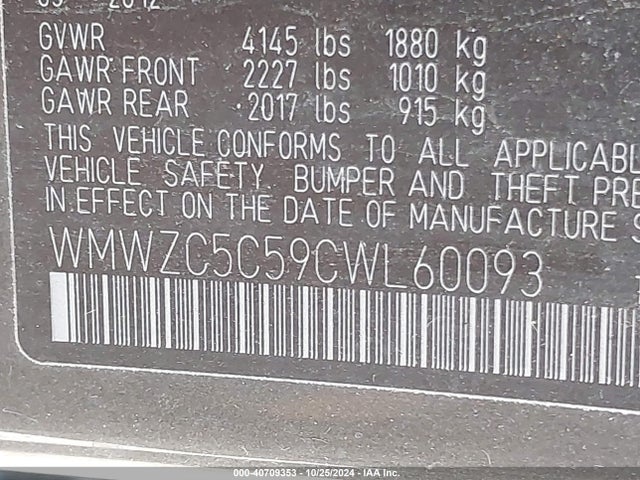 2012
GVWR 4145 lbs 1880 kg
GAWR FRONT 2227 lbs 1010 kg
GAWR REAR 2017 lbs 915 kg
THIS VEHICLE CONFORMS TO ALL APPLICABL
VEHICLE SAFETY BUMPER AND THEFT PRE
IN EFFECT ON THE DATE OF MANUFACTURE S
WMWZC5C59CWL60093
000-40709353 - 10/25/2024 - IAA Inc.